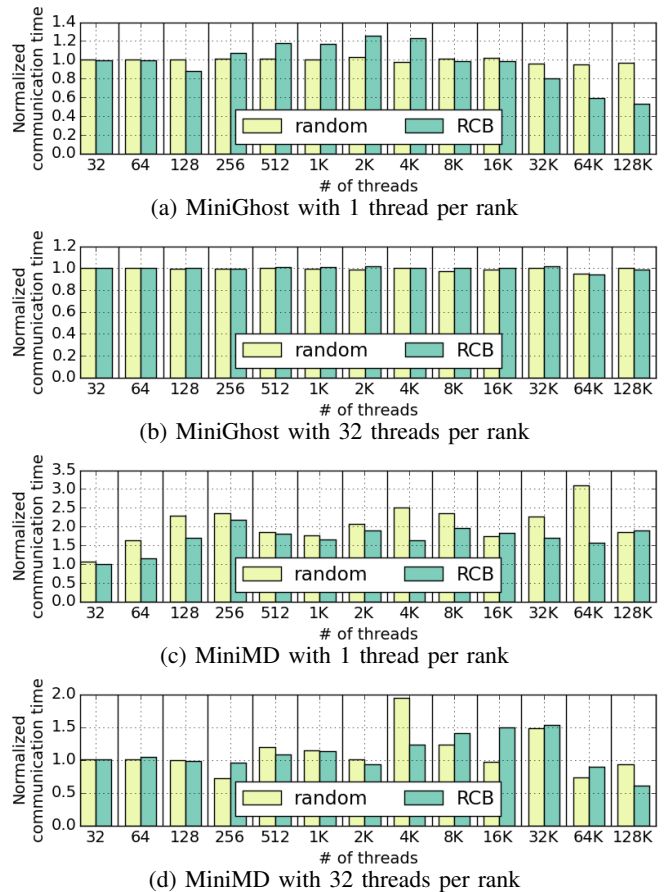 Normalized
communication time
1.4
1.2
1.0
0.8
0.6
0.4
0.2
0.0
random RCB
32 64 128 256 512 1K 2K 4K 8K 16K 32K 64K 128K
# of threads
(a) MiniGhost with 1 thread per rank
Normalized
communication time
1.2
1.0
0.8
0.6
0.4
0.2
0.0
random RCB
32 64 128 256 512 1K 2K 4K 8K 16K 32K 64K 128K
# of threads
(b) MiniGhost with 32 threads per rank
Normalized
communication time
3.5
3.0
2.5
2.0
1.5
1.0
0.5
0.0
random RCB
32 64 128 256 512 1K 2K 4K 8K 16K 32K 64K 128K
# of threads
(c) MiniMD with 1 thread per rank
Normalized
communication time
2.0
1.5
1.0
0.5
0.0
random RCB
32 64 128 256 512 1K 2K 4K 8K 16K 32K 64K 128K
# of threads
(d) MiniMD with 32 threads per rank